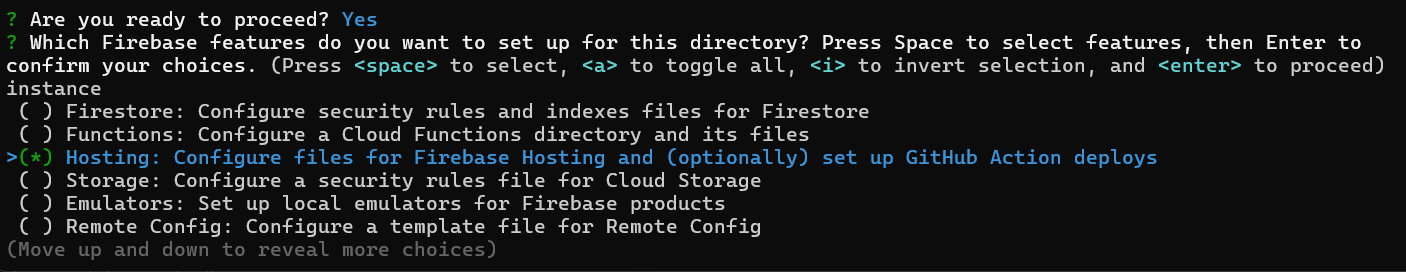 ? Are you ready to proceed? Yes
? Which Firebase features do you want to set up for this directory? Press Space to select features, then Enter to
confirm your choices. (Press <space> to select, <a> to toggle all, <i> to invert selection, and <enter> to proceed)
instance
 ( ) Firestore: Configure security rules and indexes files for Firestore
 ( ) Functions: Configure a Cloud Functions directory and its files
>(*) Hosting: Configure files for Firebase Hosting and (optionally) set up GitHub Action deploys
 ( ) Storage: Configure a security rules file for Cloud Storage
 ( ) Emulators: Set up local emulators for Firebase products
 ( ) Remote Config: Configure a template file for Remote Config
(Move up and down to reveal more choices)